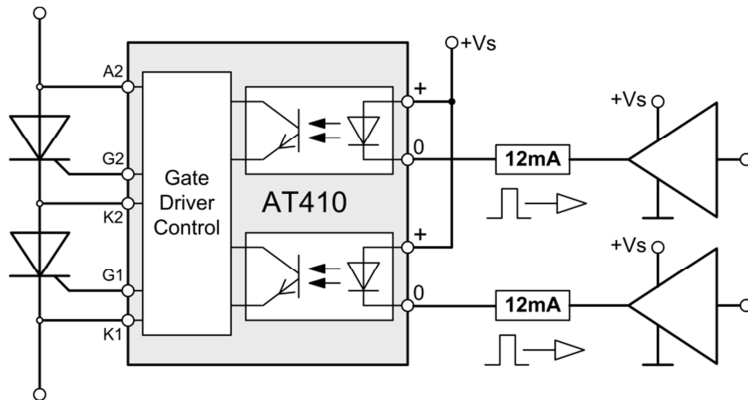 +Vs
A2
+
+Vs
G2
0
12mA
Gate
Driver
Control
AT410
K2
+
+Vs
G1
0
12mA
K1